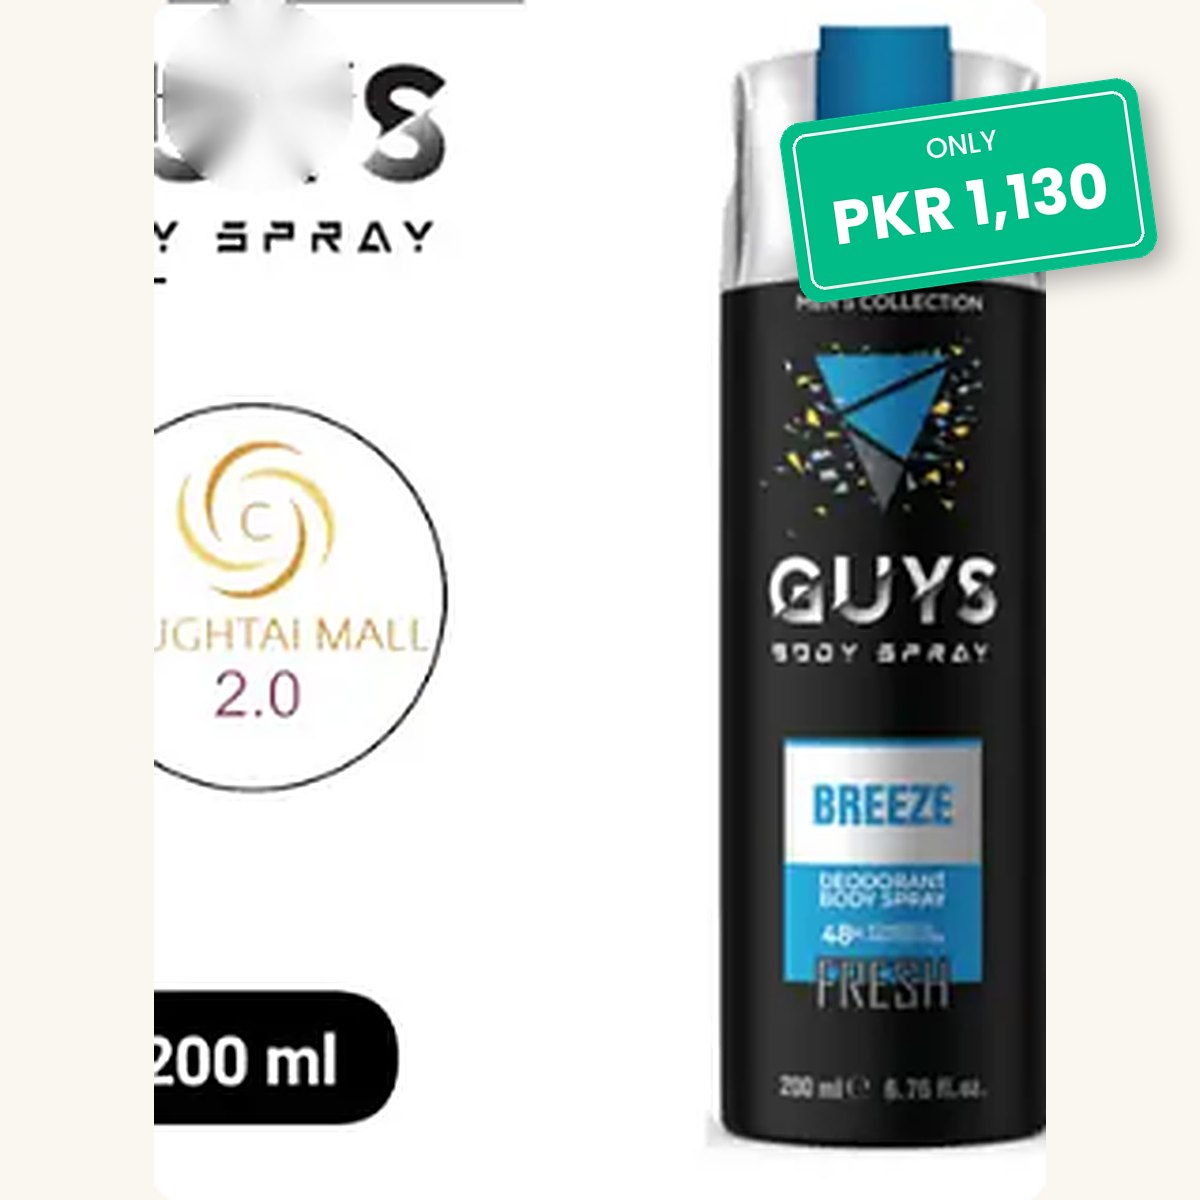 S
Y SPRAY
C
UGHTAI MALL
2.0
200 ml
ONLY
PKR 1,130
MEN'S COLLECTION
GUYS
BODY SPRAY
BREEZE
DEODORANT
BODY SPRAY
48H
FRESH
200 ml e 6.76 fl.oz.